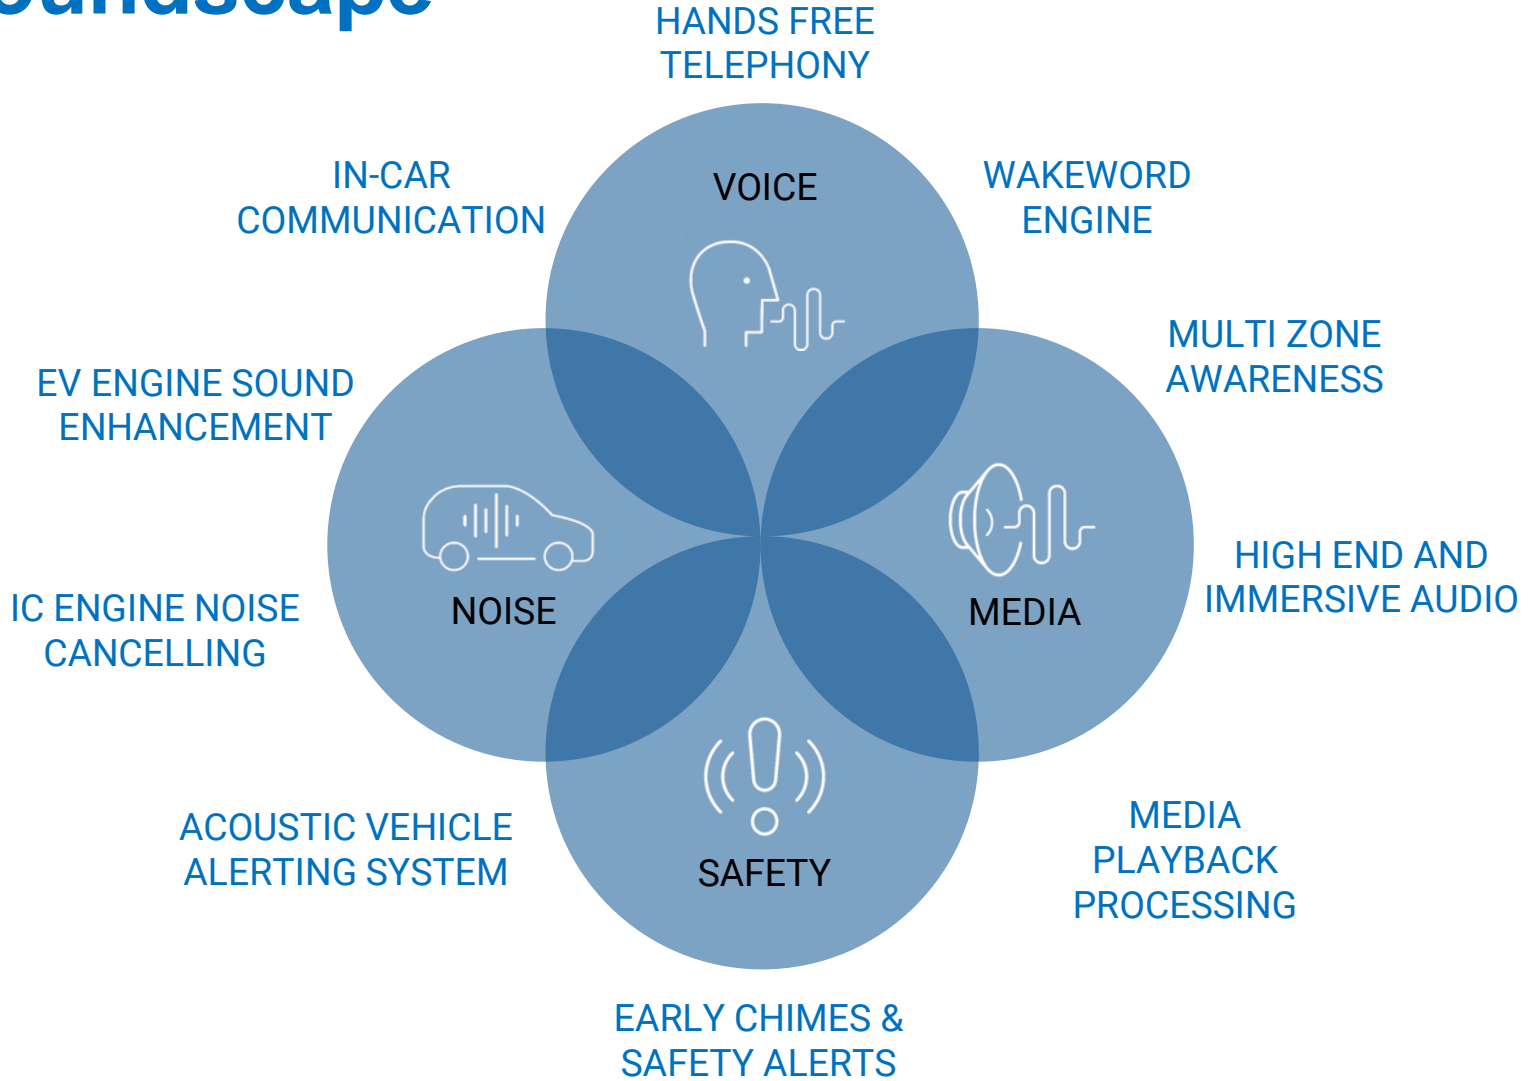 oundscape
HANDS FREE
TELEPHONY
IN-CAR
COMMUNICATION
VOICE
WAKEWORD
ENGINE
MULTI ZONE
AWARENESS
EV ENGINE SOUND
ENHANCEMENT
HIGH END AND
IMMERSIVE AUDIO
IC ENGINE NOISE
CANCELLING
NOISE
MEDIA
ACOUSTIC VEHICLE
ALERTING SYSTEM
SAFETY
MEDIA
PLAYBACK
PROCESSING
EARLY CHIMES &
SAFETY ALERTS